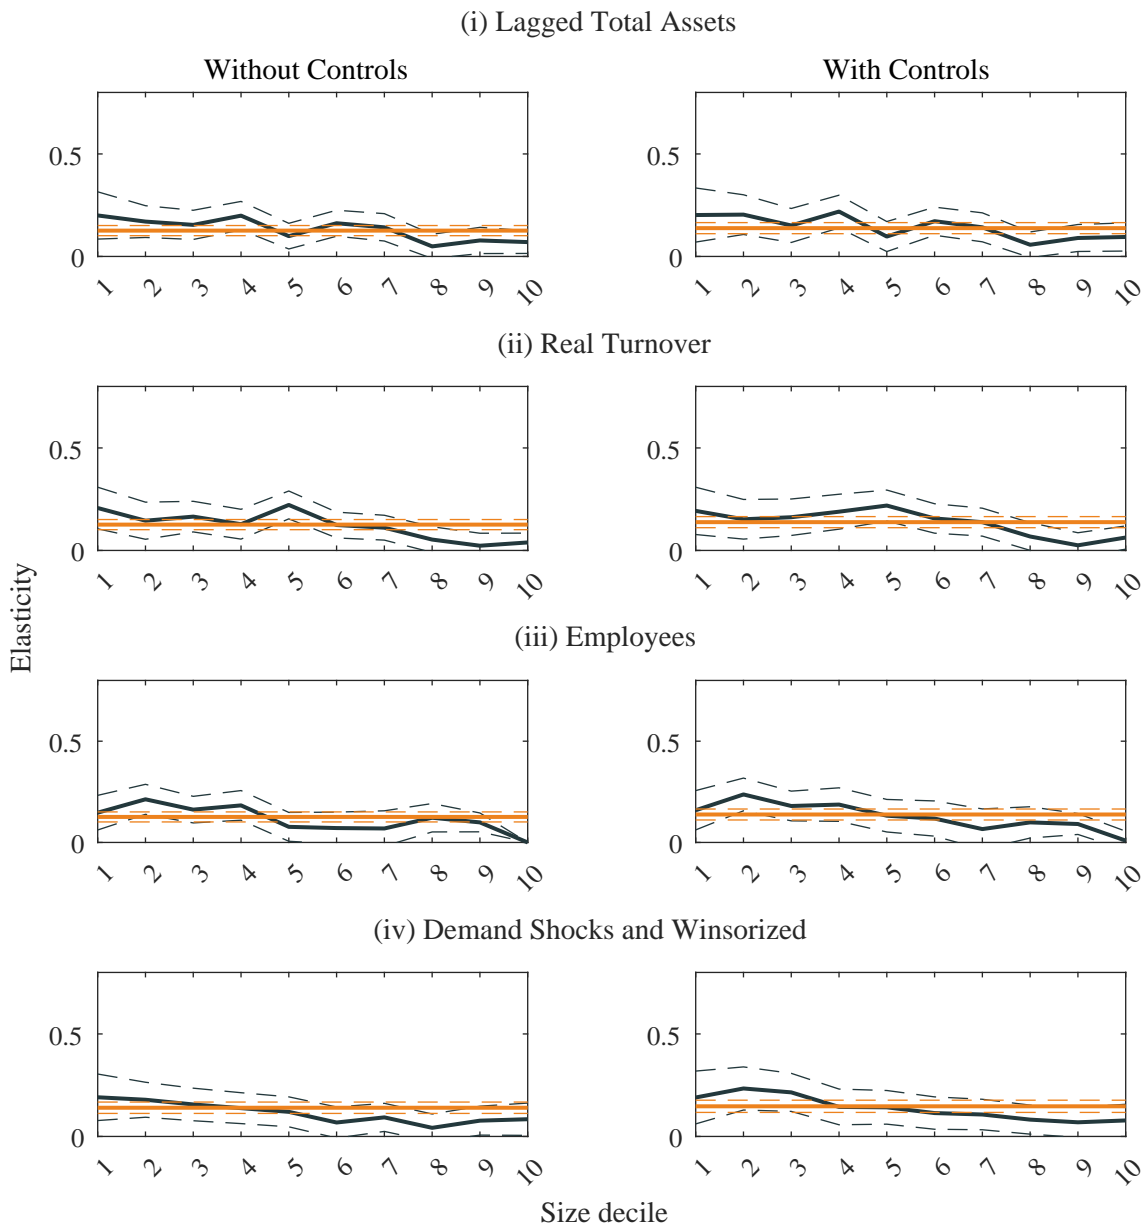 (i) Lagged Total Assets
Without Controls
With Controls
0.5
0
1 2 3 4 5 6 7 8 9 10
0.5
0
1 2 3 4 5 6 7 8 9 10
(ii) Real Turnover
0.5
0
1 2 3 4 5 6 7 8 9 10
0.5
0
1 2 3 4 5 6 7 8 9 10
Elasticity
(iii) Employees
0.5
0
1 2 3 4 5 6 7 8 9 10
0.5
0
1 2 3 4 5 6 7 8 9 10
(iv) Demand Shocks and Winsorized
0.5
0
1 2 3 4 5 6 7 8 9 10
0.5
0
1 2 3 4 5 6 7 8 9 10
Size decile